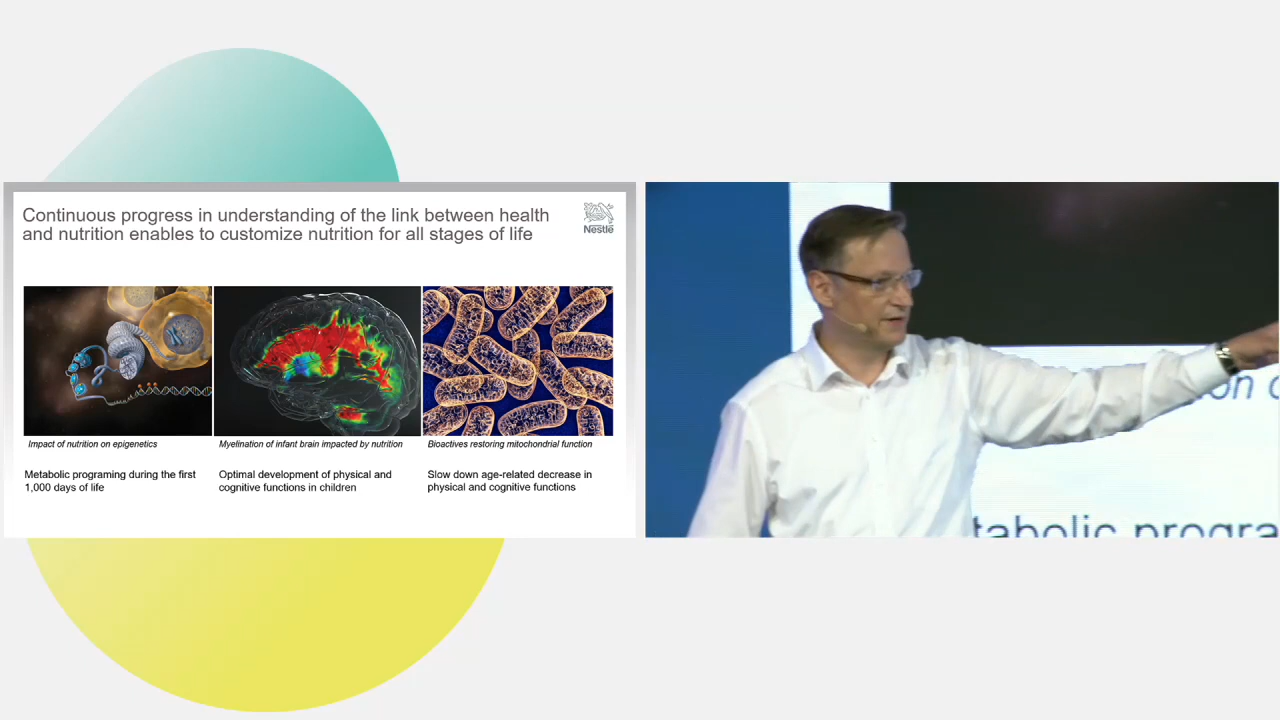 Continuous progress in understanding of the link between health
and nutrition enables to customize nutrition for all stages of life
Nestlé
Impact of nutrition on epigenetics
Myelination of infant brain impacted by nutrition
Bioactives restoring mitochondrial function
Metabolic programing during the first
1,000 days of life
Optimal development of physical and
cognitive functions in children
Slow down age-related decrease in
physical and cognitive functions
on o
tabolic progra